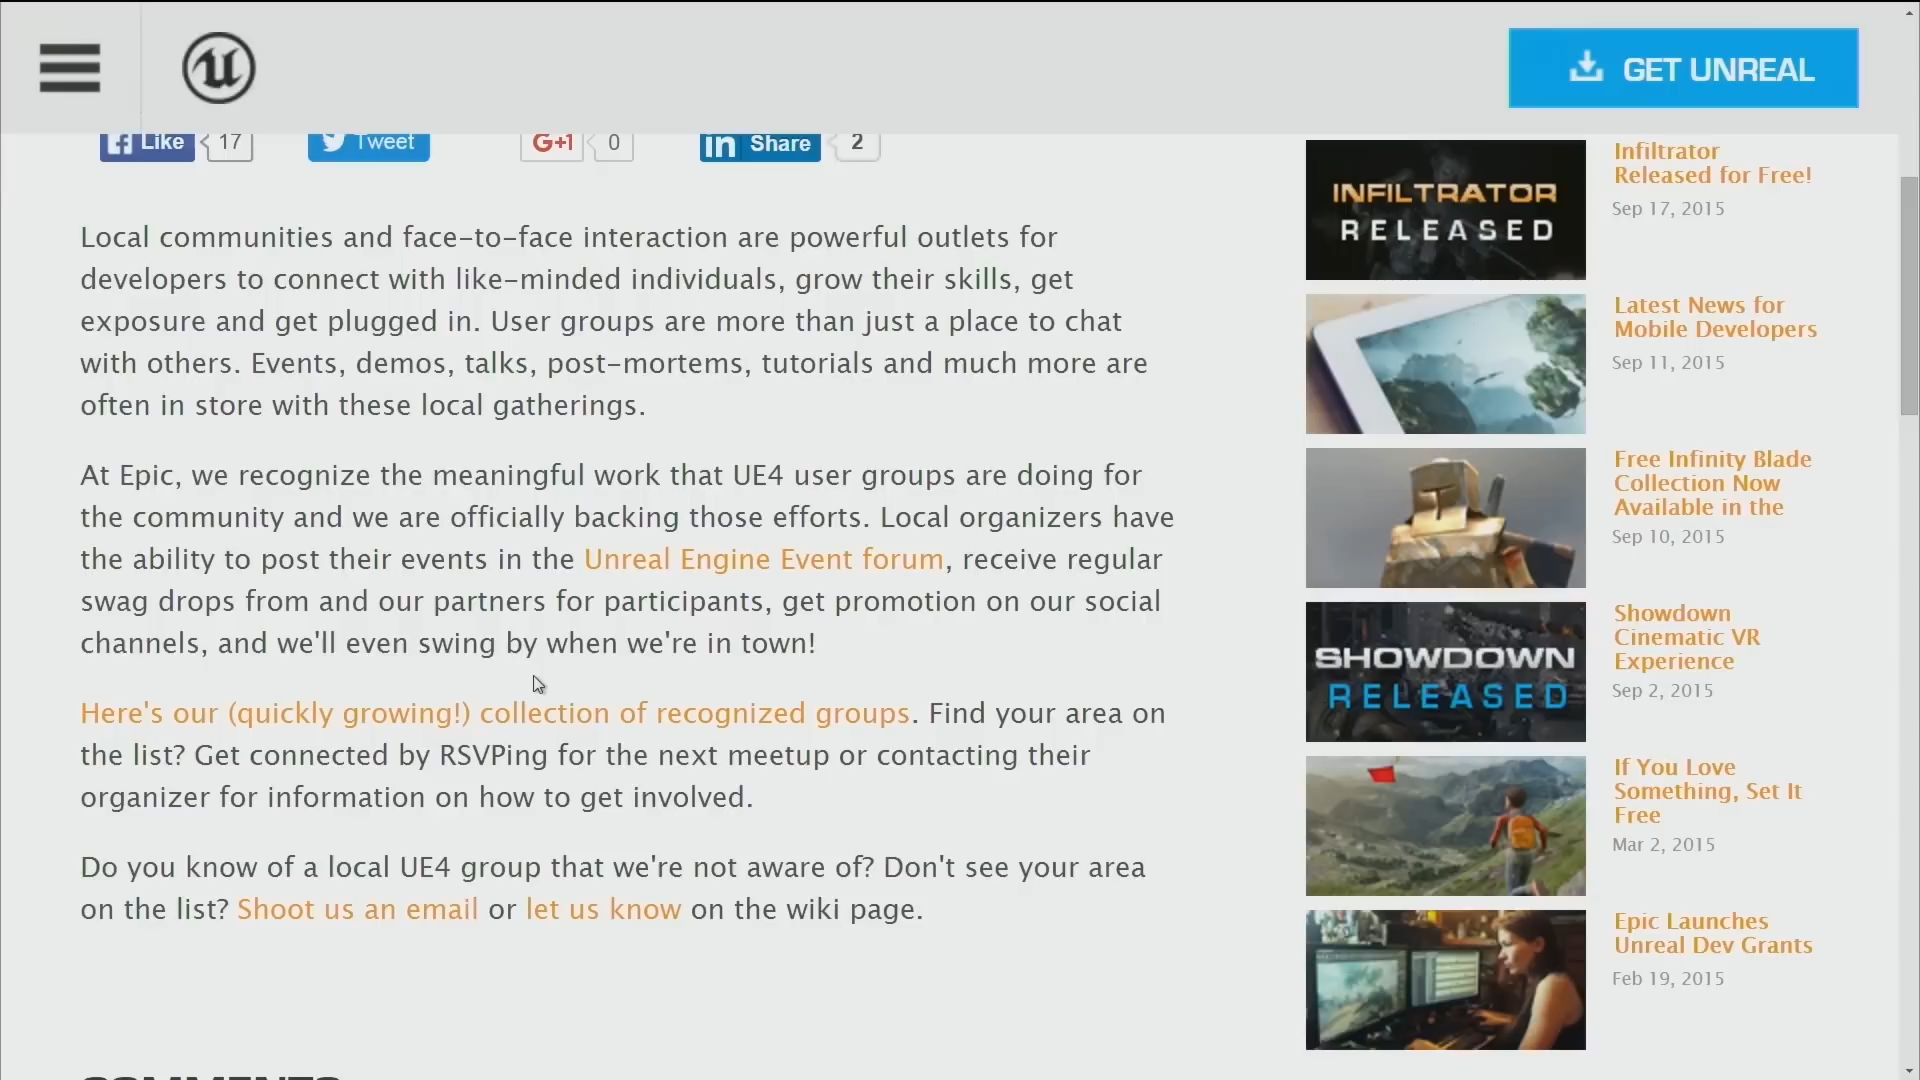 GET UNREAL
Like 17
Tweet
G+1 0
in Share 2
Local communities and face-to-face interaction are powerful outlets for
developers to connect with like-minded individuals, grow their skills, get
exposure and get plugged in. User groups are more than just a place to chat
with others. Events, demos, talks, post-mortems, tutorials and much more are
often in store with these local gatherings.
At Epic, we recognize the meaningful work that UE4 user groups are doing for
the community and we are officially backing those efforts. Local organizers have
the ability to post their events in the Unreal Engine Event forum, receive regular
swag drops from and our partners for participants, get promotion on our social
channels, and we'll even swing by when we're in town!
Here's our (quickly growing!) collection of recognized groups. Find your area on
the list? Get connected by RSVPing for the next meetup or contacting their
organizer for information on how to get involved.
Do you know of a local UE4 group that we're not aware of? Don't see your area
on the list? Shoot us an email or let us know on the wiki page.
COMMENTS
INFILTRATOR
RELEASED
Infiltrator
Released for Free!
Sep 17, 2015
Latest News for
Mobile Developers
Sep 11, 2015
Free Infinity Blade
Collection Now
Available in the
Sep 10, 2015
SHOWDOWN
RELEASED
Showdown
Cinematic VR
Experience
Sep 2, 2015
If You Love
Something, Set It
Free
Mar 2, 2015
Epic Launches
Unreal Dev Grants
Feb 19, 2015